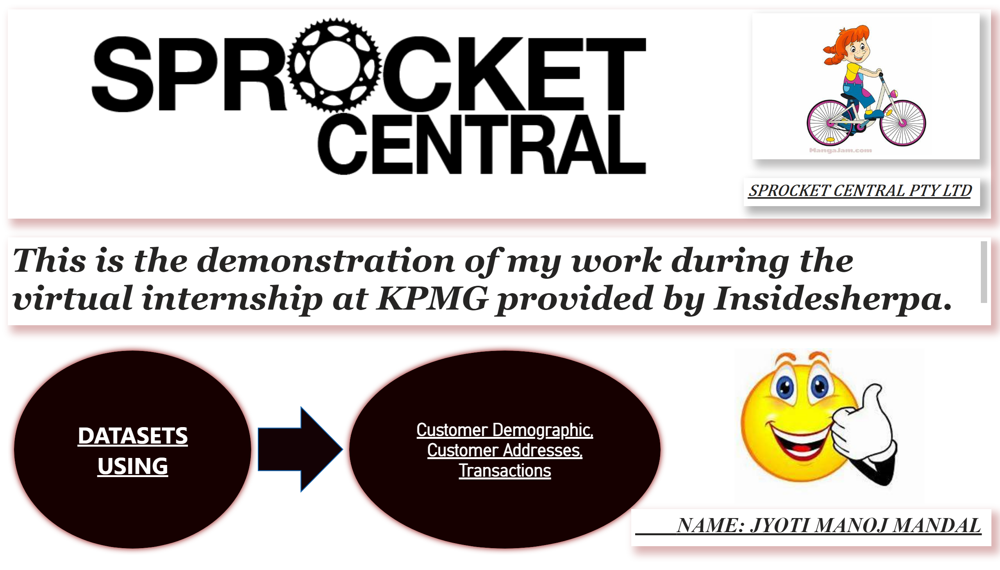 SPROCKET
CENTRAL
MangaJam.com
SPROCKET CENTRAL PTY LTD
This is the demonstration of my work during the
virtual internship at KPMG provided by Insidesherpa.
DATASETS
USING
Customer Demographic,
Customer Addresses,
Transactions
NAME: JYOTI MANOJ MANDAL